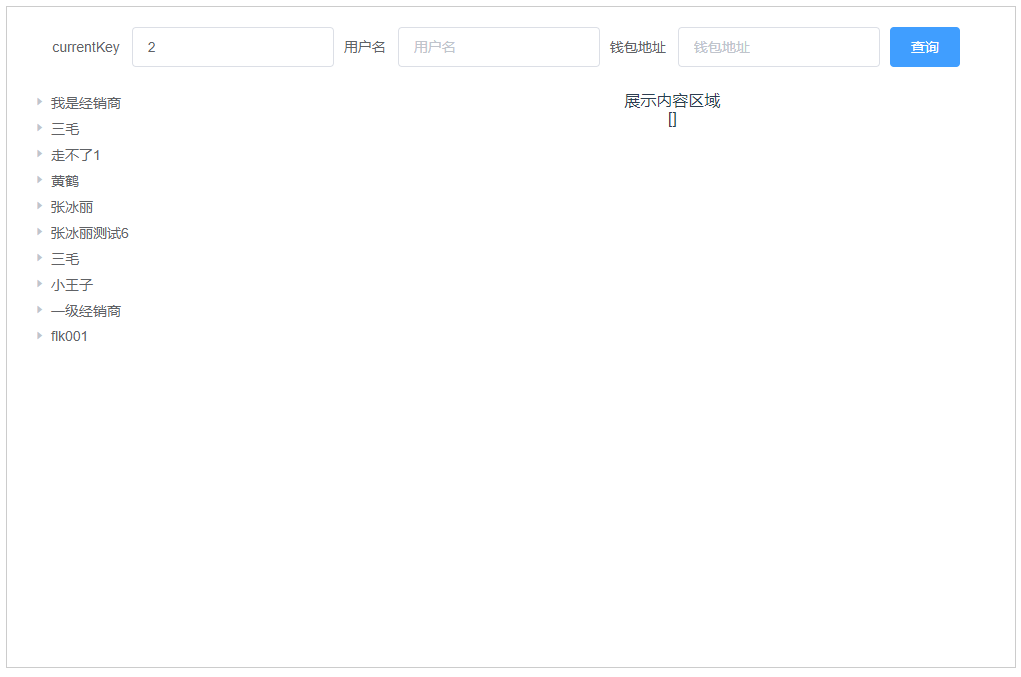 currentKey 2 用户名 用户名 钱包地址 钱包地址 查询
我是经销商
三毛
走不了1
黄鹤
张冰丽
张冰丽测试6
三毛
小王子
一级经销商
flk001
展示内容区域
[]